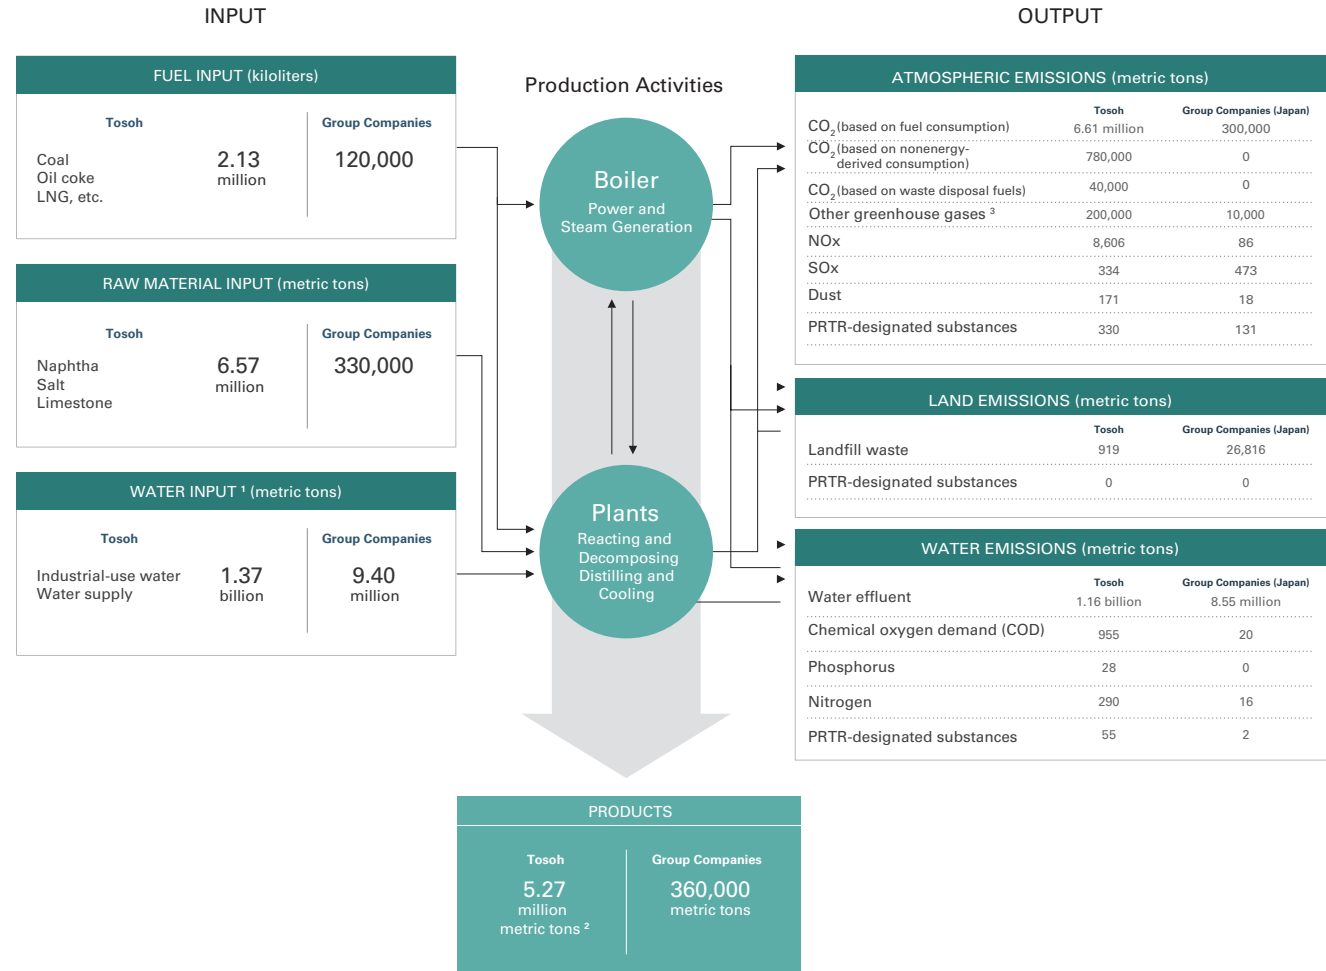 INPUT
OUTPUT
Production Activities
FUEL INPUT (kiloliters)
Tosoh
Group Companies
Coal
Oil coke
LNG, etc.
2.13
million
120,000
RAW MATERIAL INPUT (metric tons)
Tosoh
Group Companies
Naphtha
Salt
Limestone
6.57
million
330,000
WATER INPUT ¹ (metric tons)
Tosoh
Group Companies
Industrial-use water
Water supply
1.37
billion
9.40
million
Boiler
Power and
Steam Generation
Plants
Reacting and
Decomposing
Distilling and
Cooling
ATMOSPHERIC EMISSIONS (metric tons)
Tosoh Group Companies (Japan)
CO₂ (based on fuel consumption) 6.61 million 300,000
CO₂ (based on nonenergy-
derived consumption) 780,000 0
CO₂ (based on waste disposal fuels) 40,000 0
Other greenhouse gases ³ 200,000 10,000
NOx 8,606 86
SOx 334 473
Dust 171 18
PRTR-designated substances 330 131
LAND EMISSIONS (metric tons)
Tosoh Group Companies (Japan)
Landfill waste 919 26,816
PRTR-designated substances 0 0
WATER EMISSIONS (metric tons)
Tosoh Group Companies (Japan)
Water effluent 1.16 billion 8.55 million
Chemical oxygen demand (COD) 955 20
Phosphorus 28 0
Nitrogen 290 16
PRTR-designated substances 55 2
PRODUCTS
Tosoh
Group Companies
5.27
million
metric tons ²
360,000
metric tons